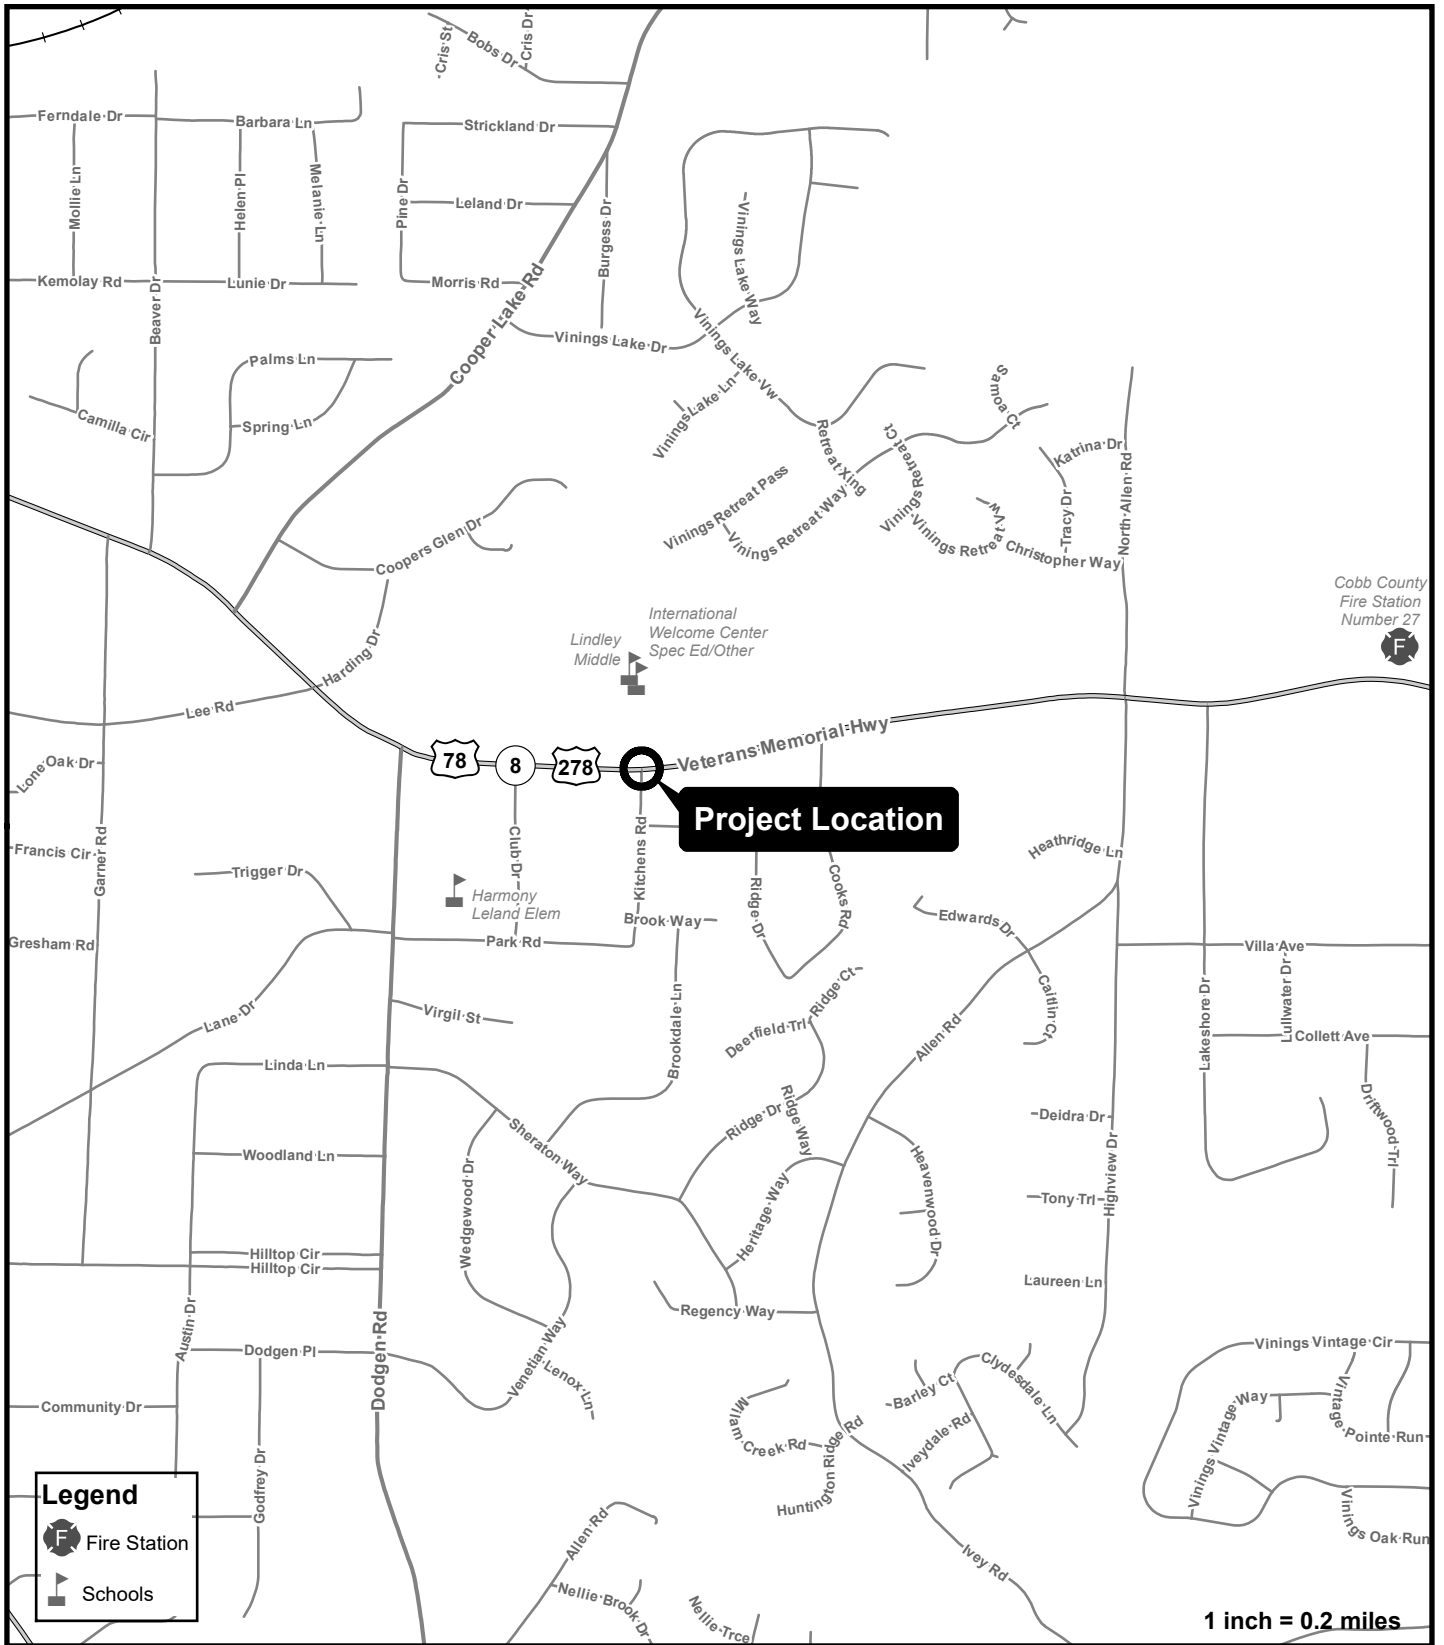 Cris St
Bobs Dr
Cris Dr
Ferndale Dr
Barbara Ln
Strickland Dr
Mollie Ln
Helen Pl
Melanie Ln
Pine Dr
Leland Dr
Burgess Dr
Vinings Lake Way
Kemolay Rd
Beaver Dr
Lunie Dr
Morris Rd
Cooper Lake Rd
Vinings Lake Dr
Vinings Lake Vw
Palms Ln
Vinings Lake Ln
Samoa Ct
Camilla Cir
Spring Ln
Retreat Xing
Vinings Retreat Ct
Katrina Dr
North Allen Rd
Vinings Retreat Pass
Vinings Retreat Way
Vinings Retreat Vw
Tracy Dr
Christopher Way
Coopers Glen Dr
Cobb County
Fire Station
Number 27
F
International
Welcome Center
Spec Ed/Other
Lindley
Middle
Harding Dr
Lee Rd
Veterans Memorial Hwy
78
8
278
Lone Oak Dr
Project Location
Francis Cir
Garner Rd
Trigger Dr
Club Dr
Kitchens Rd
Heathridge Ln
Harmony
Leland Elem
Ridge Dr
Cooks Rd
Brook Way
Edwards Dr
Gresham Rd
Park Rd
Villa Ave
Lane Dr
Virgil St
Brookdale Ln
Ridge Ct
Deerfield Trl
Caitlin Ct
Allen Rd
Lakeshore Dr
Lullwater Dr
Collett Ave
Linda Ln
Sheraton Way
Ridge Dr
Ridge Way
Deidra Dr
Driftwood Trl
Woodland Ln
Wedgewood Dr
Heritage Way
Heavenwood Dr
Tony Trl
Highview Dr
Hilltop Cir
Hilltop Cir
Laureen Ln
Austin Dr
Dodgen Rd
Regency Way
Dodgen Pl
Venetian Way
Lenox Ln
Vinings Vintage Cir
Community Dr
Barley Ct
Clydesdale Ln
Vinings Vintage Way
Vintage Pointe Run
Milam Creek Rd
Huntington Ridge Rd
Iveydale Rd
Godfrey Dr
Vinings Oak Run
Allen Rd
Ivey Rd
Nellie Brook Dr
Nellie Trce
Legend
F Fire Station
Schools
1 inch = 0.2 miles